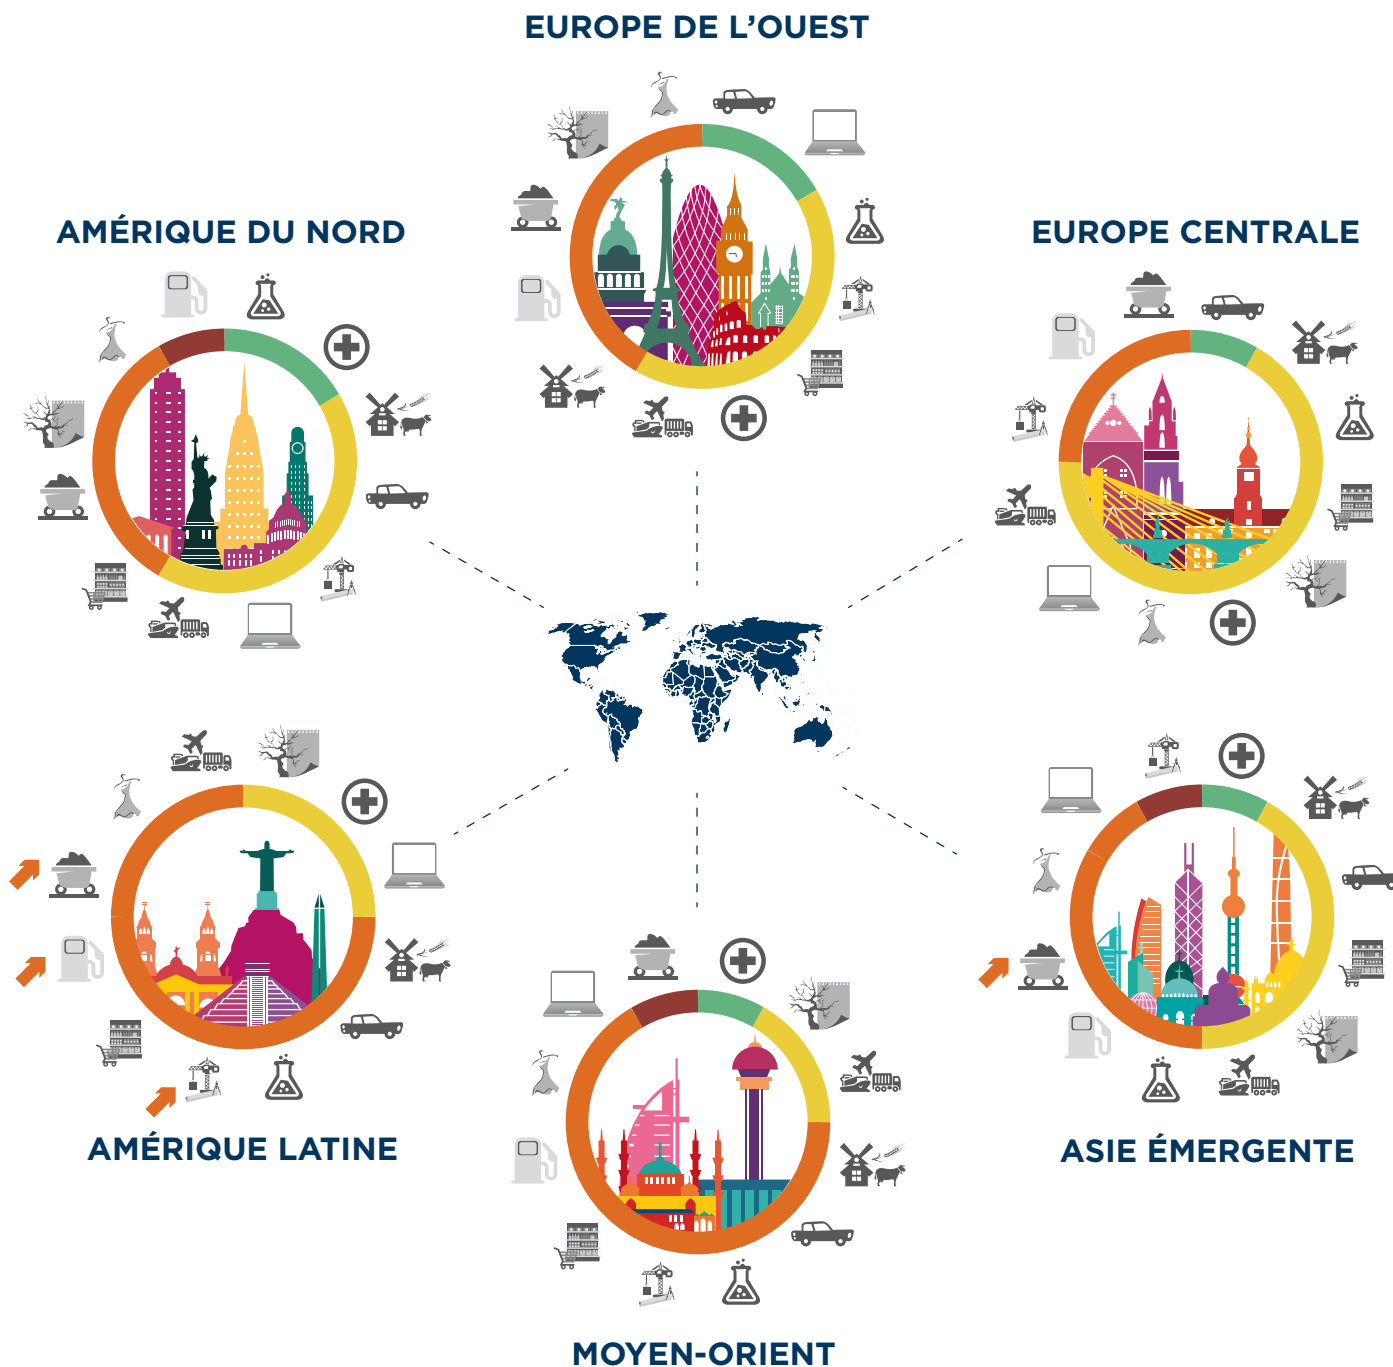 EUROPE DE L’OUEST
AMÉRIQUE DU NORD
EUROPE CENTRALE
AMÉRIQUE LATINE
ASIE ÉMERGENTE
MOYEN-ORIENT